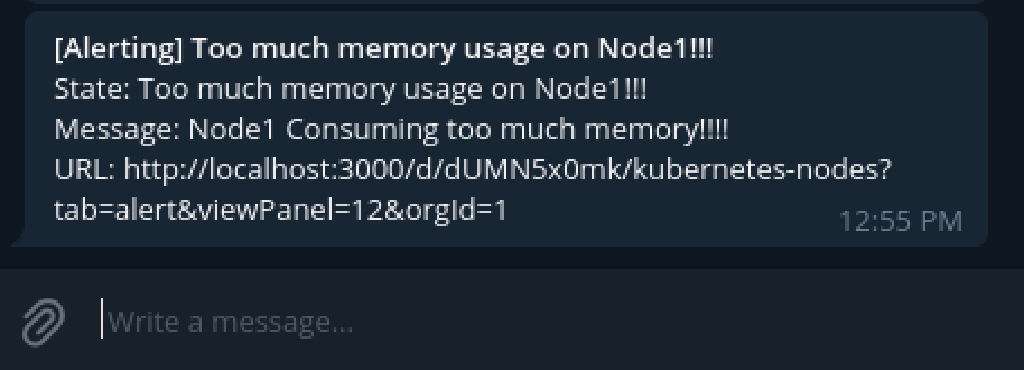 [Alerting] Too much memory usage on Node1!!!
State: Too much memory usage on Node1!!!
Message: Node1 Consuming too much memory!!!!
URL: http://localhost:3000/d/dUMN5x0mk/kubernetes-nodes?
tab=alert&viewPanel=12&orgId=1
12:55 PM
Write a message...